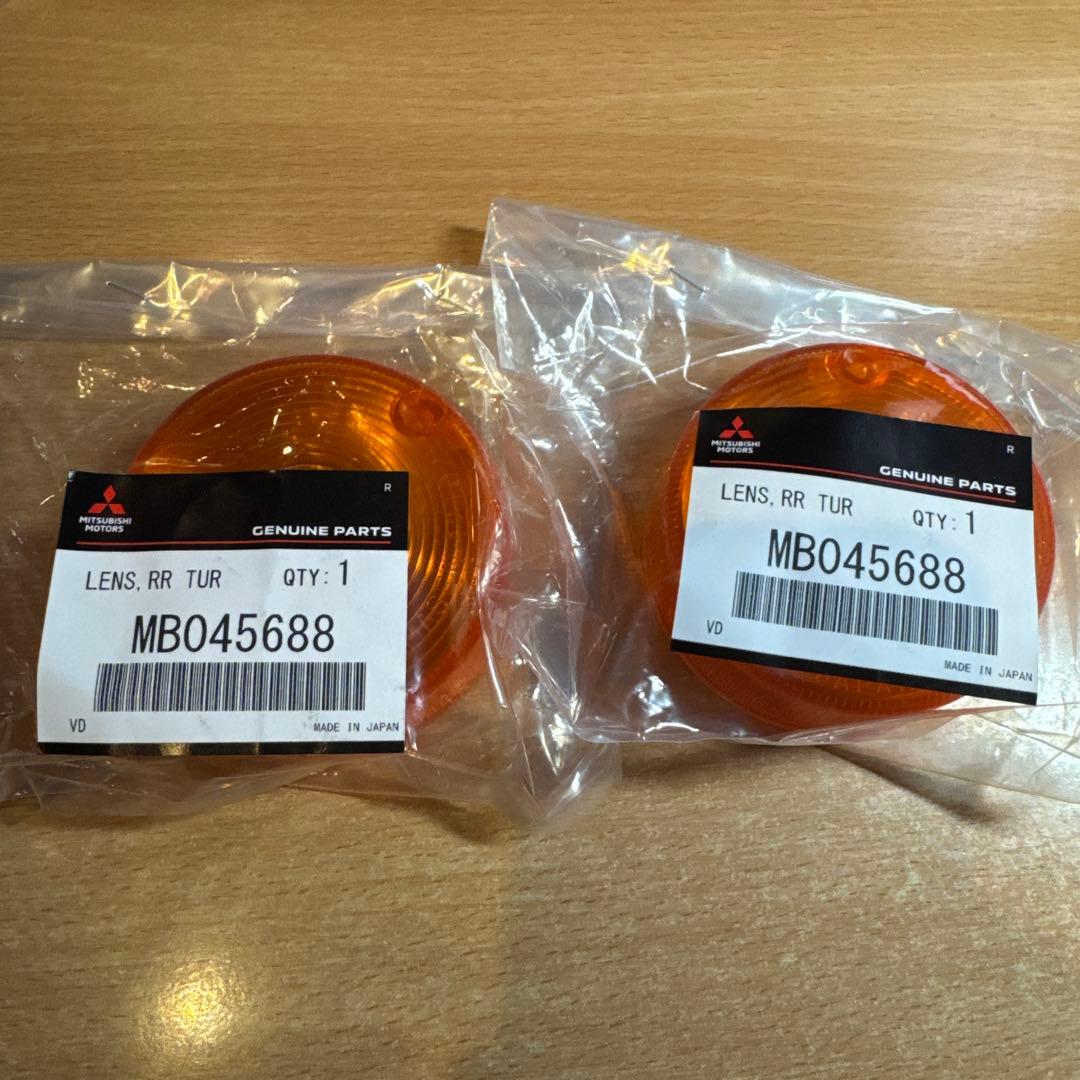 MITSUBISHI
MOTORS
R
GENUINE PARTS
LENS, RR TUR QTY: 1
MB045688
VD
MADE IN JAPAN
MITSUBISHI
MOTORS
R
GENUINE PARTS
LENS, RR TUR QTY: 1
MB045688
VD
MADE IN JAPAN